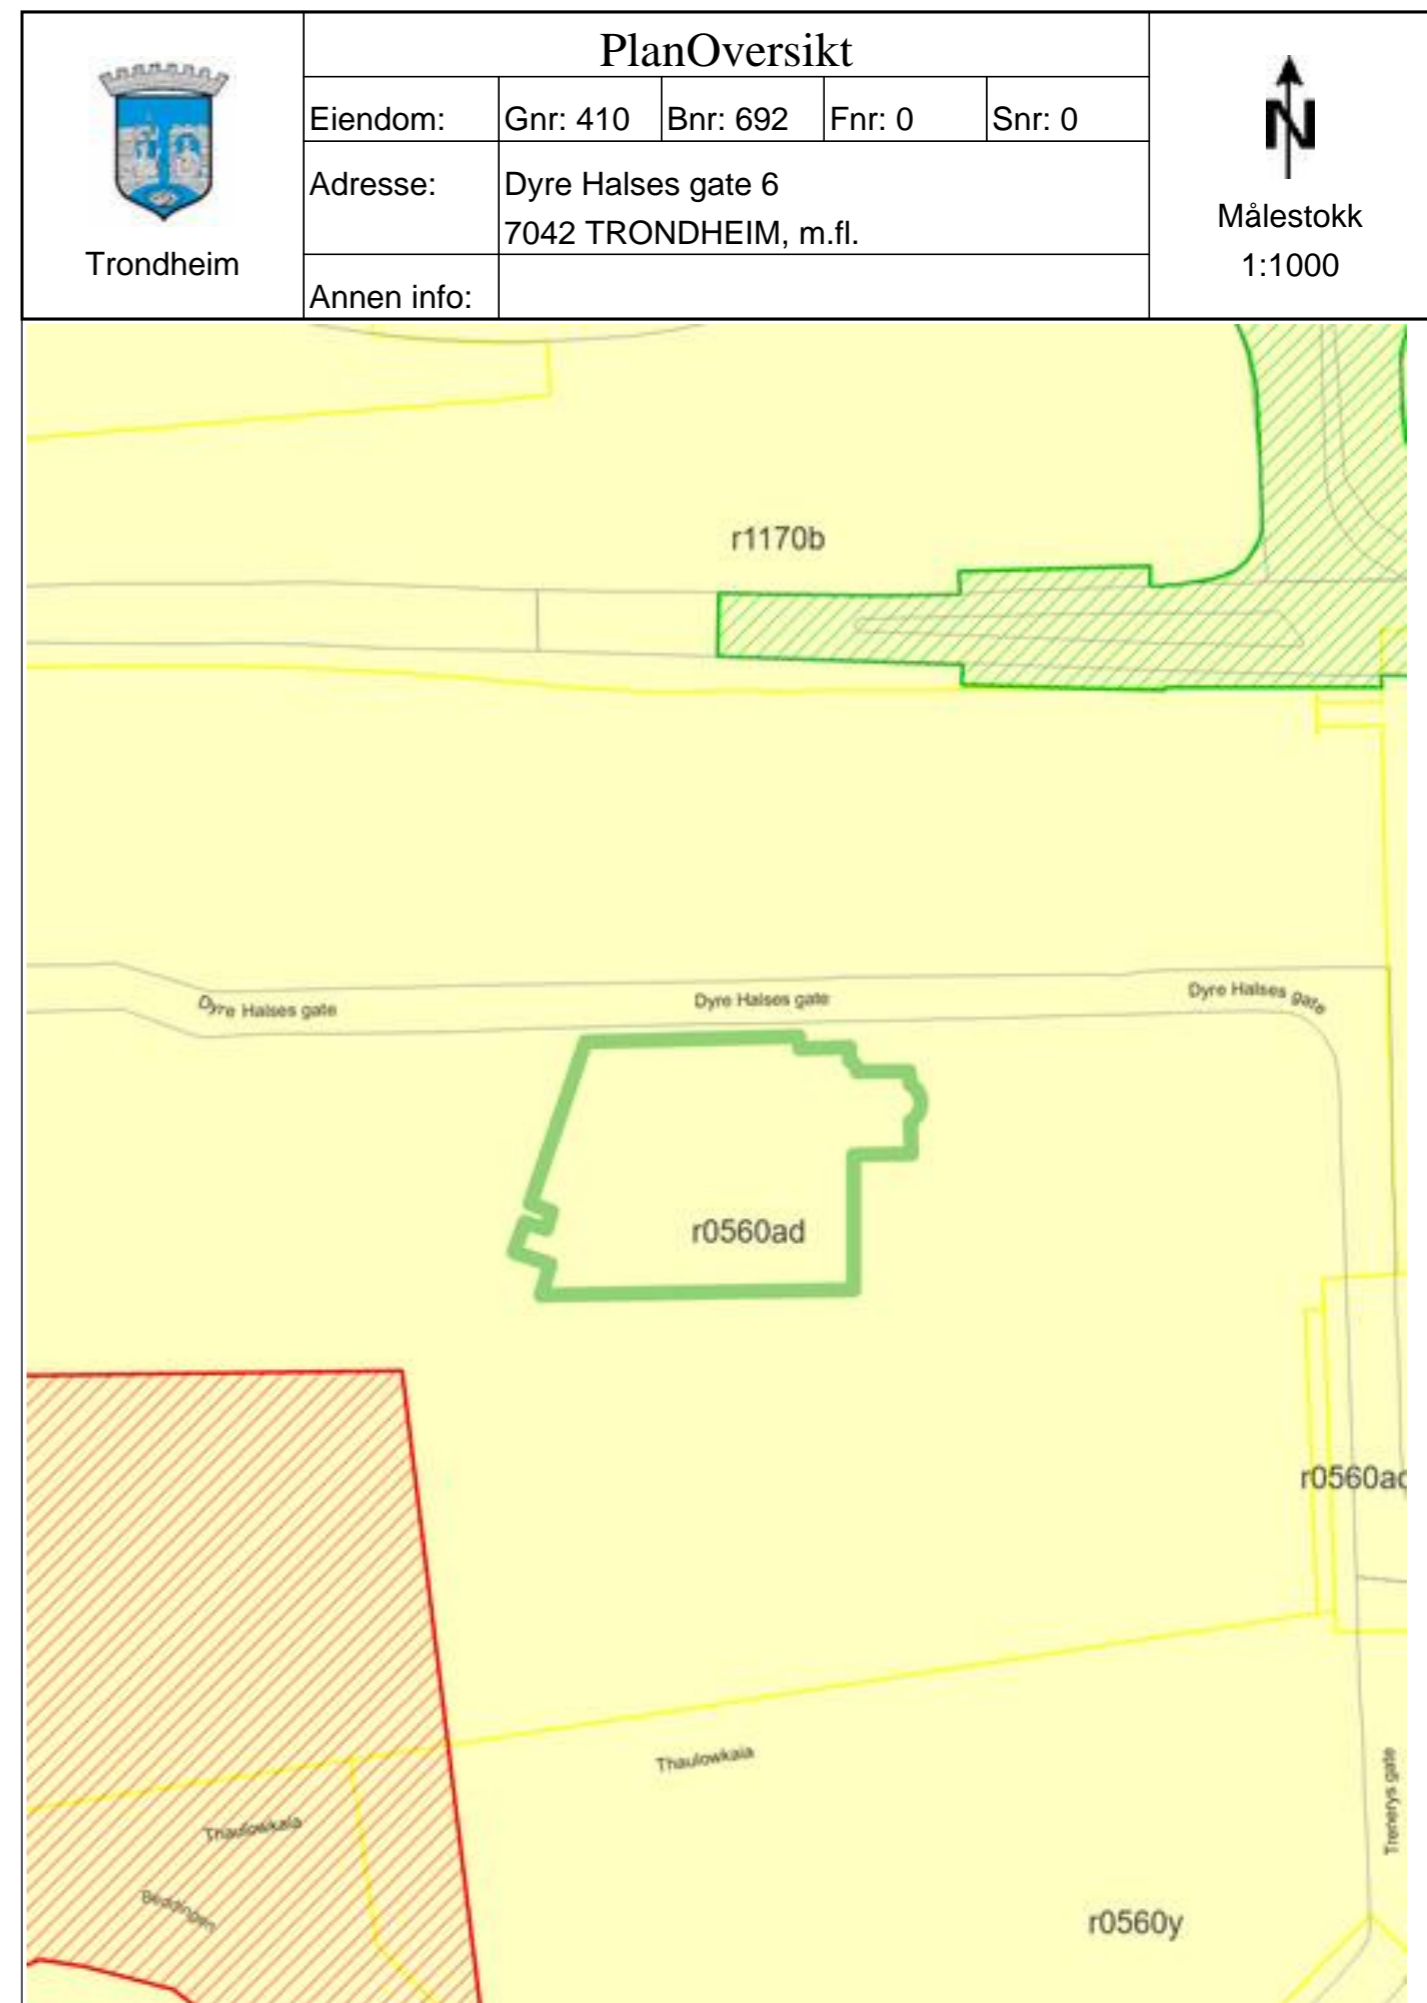 PlanOversikt
Eiendom: Gnr: 410 Bnr: 692 Fnr: 0 Snr: 0
Adresse: Dyre Halses gate 6
7042 TRONDHEIM, m.fl.
Annen info:
Trondheim
N
Målestokk
1:1000
r1170b
Dyre Halses gate
Dyre Halses gate
Dyre Halses gate
r0560ad
r0560ac
Thaulowkaia
Thaulowkaia
Beddingen
Trenerys gate
r0560y